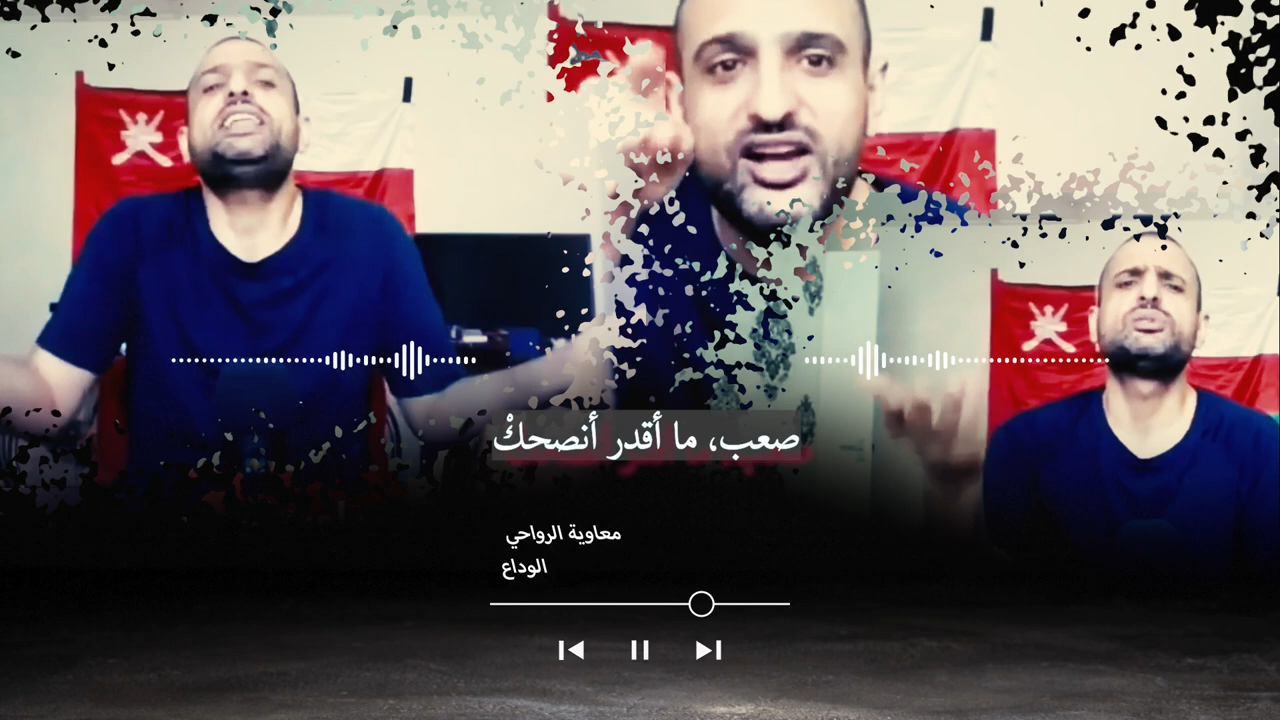 صعب، ما أقدر أنصحكْ
معاوية الرواحي
الوداع